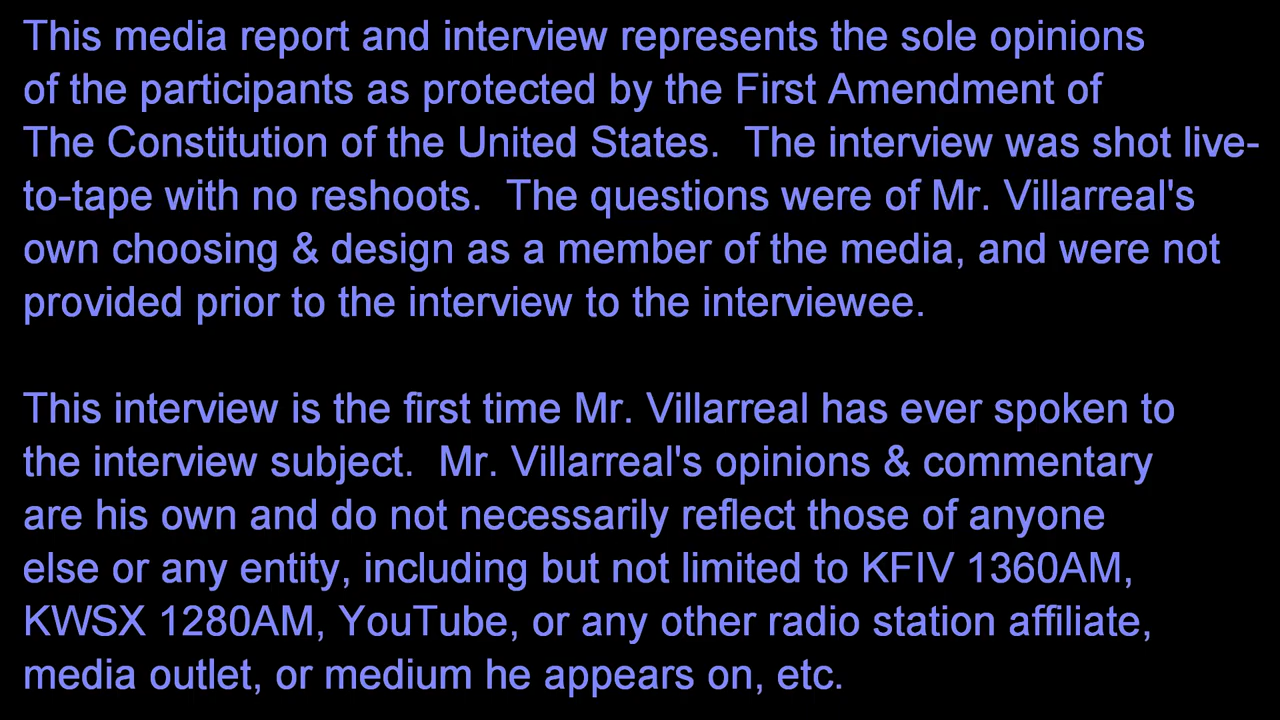 This media report and interview represents the sole opinions
of the participants as protected by the First Amendment of
The Constitution of the United States.  The interview was shot live-
to-tape with no reshoots.  The questions were of Mr. Villarreal's
own choosing & design as a member of the media, and were not
provided prior to the interview to the interviewee.

This interview is the first time Mr. Villarreal has ever spoken to
the interview subject.  Mr. Villarreal's opinions & commentary
are his own and do not necessarily reflect those of anyone
else or any entity, including but not limited to KFIV 1360AM,
KWSX 1280AM, YouTube, or any other radio station affiliate,
media outlet, or medium he appears on, etc.